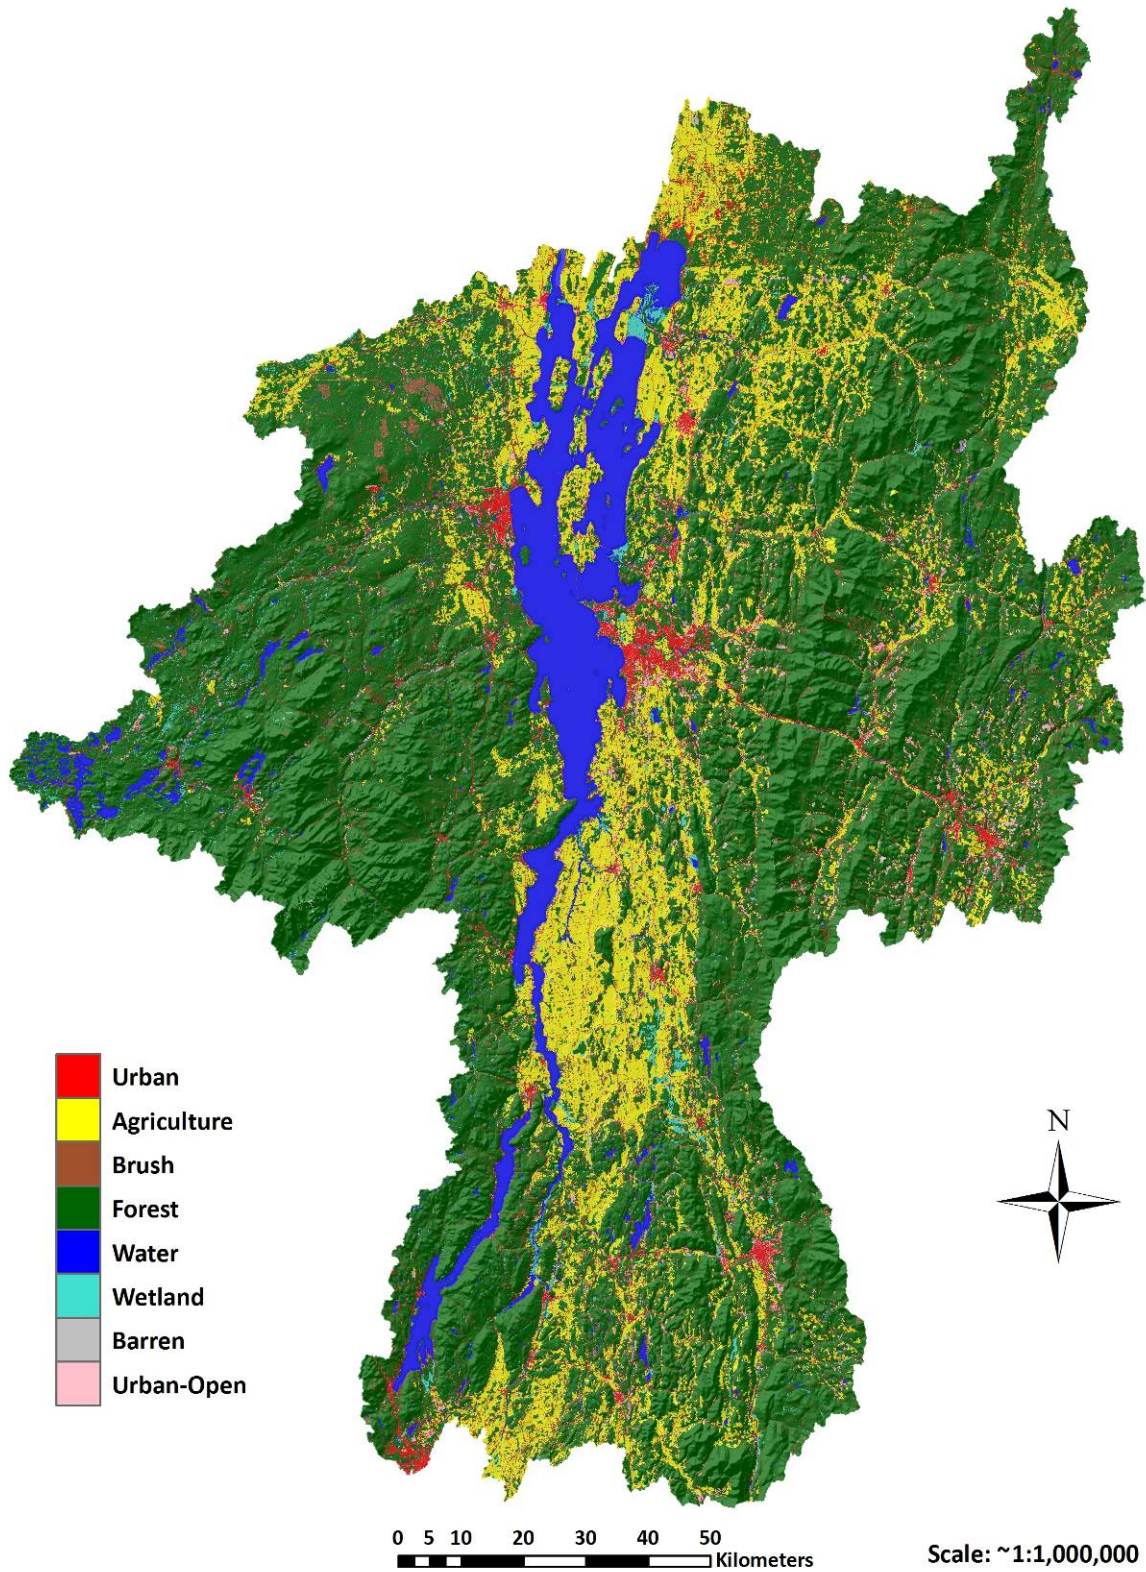 Urban
Agriculture
Brush
Forest
Water
Wetland
Barren
Urban-Open
N
0 5 10 20 30 40 50
Kilometers
Scale: ~1:1,000,000